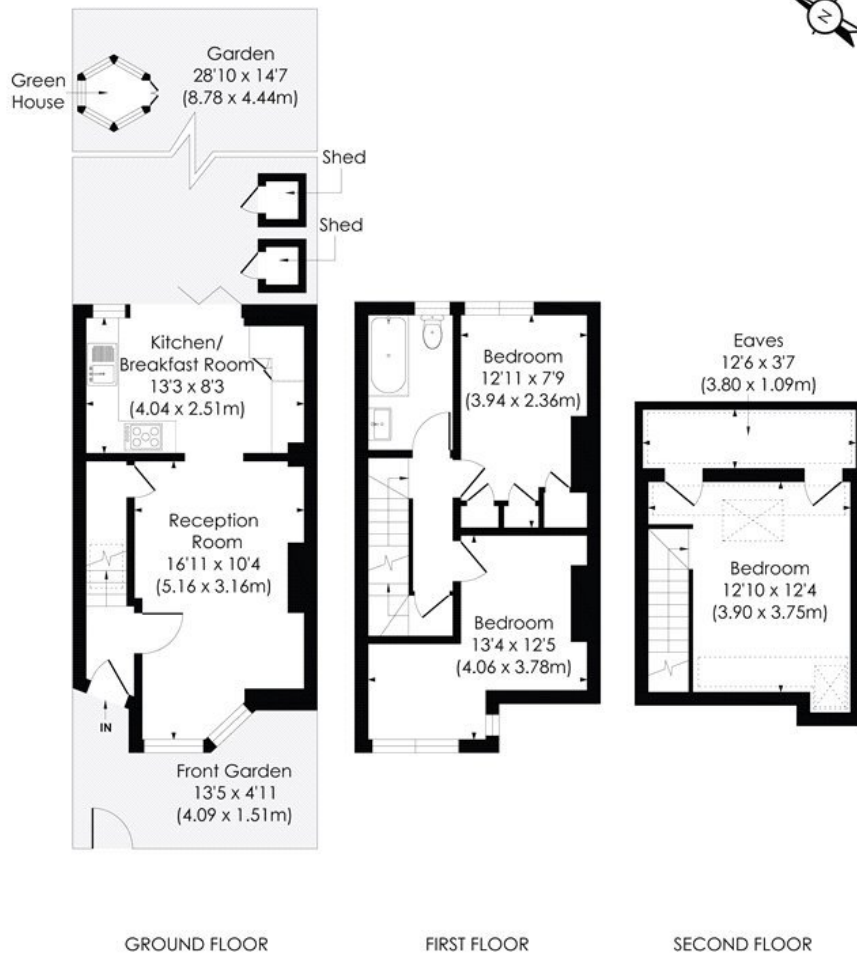 N
Garden
28'10 x 14'7
(8.78 x 4.44m)
Green
House
Shed
Shed
Kitchen/
Breakfast Room
13'3 x 8'3
(4.04 x 2.51m)
Reception
Room
16'11 x 10'4
(5.16 x 3.16m)
IN
Front Garden
13'5 x 4'11
(4.09 x 1.51m)
Bedroom
12'11 x 7'9
(3.94 x 2.36m)
Bedroom
13'4 x 12'5
(4.06 x 3.78m)
Eaves
12'6 x 3'7
(3.80 x 1.09m)
Bedroom
12'10 x 12'4
(3.90 x 3.75m)
GROUND FLOOR
FIRST FLOOR
SECOND FLOOR